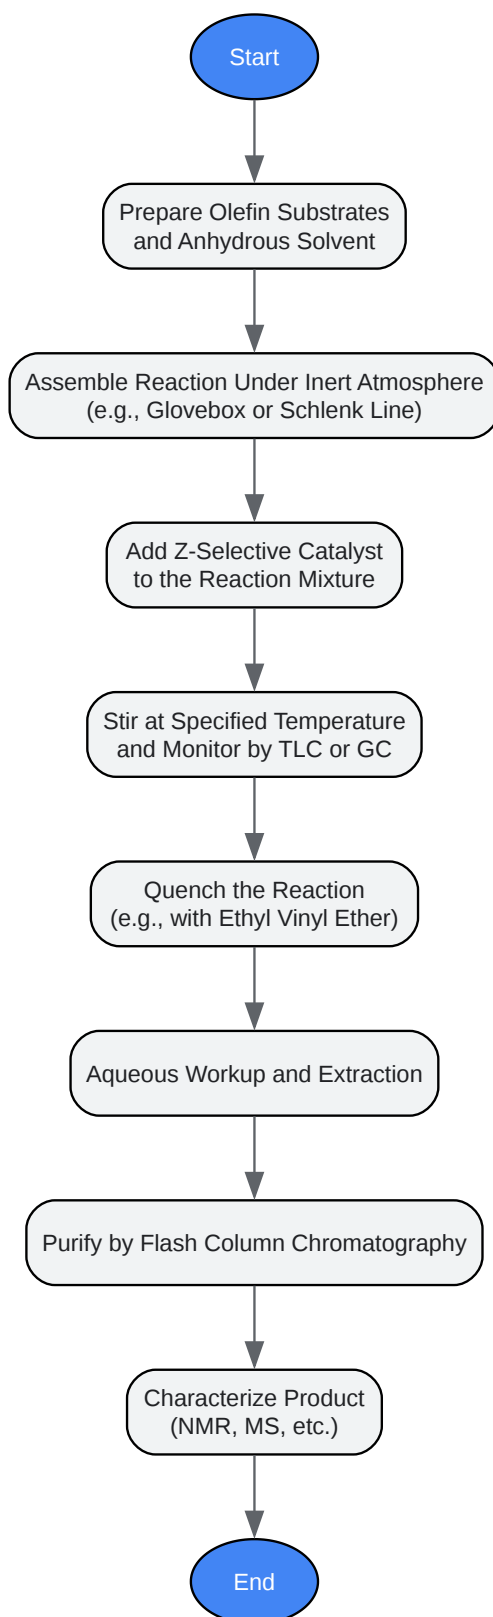 Start
Prepare Olefin Substrates
and Anhydrous Solvent
Assemble Reaction Under Inert Atmosphere
(e.g., Glovebox or Schlenk Line)
Add Z-Selective Catalyst
to the Reaction Mixture
Stir at Specified Temperature
and Monitor by TLC or GC
Quench the Reaction
(e.g., with Ethyl Vinyl Ether)
Aqueous Workup and Extraction
Purify by Flash Column Chromatography
Characterize Product
(NMR, MS, etc.)
End